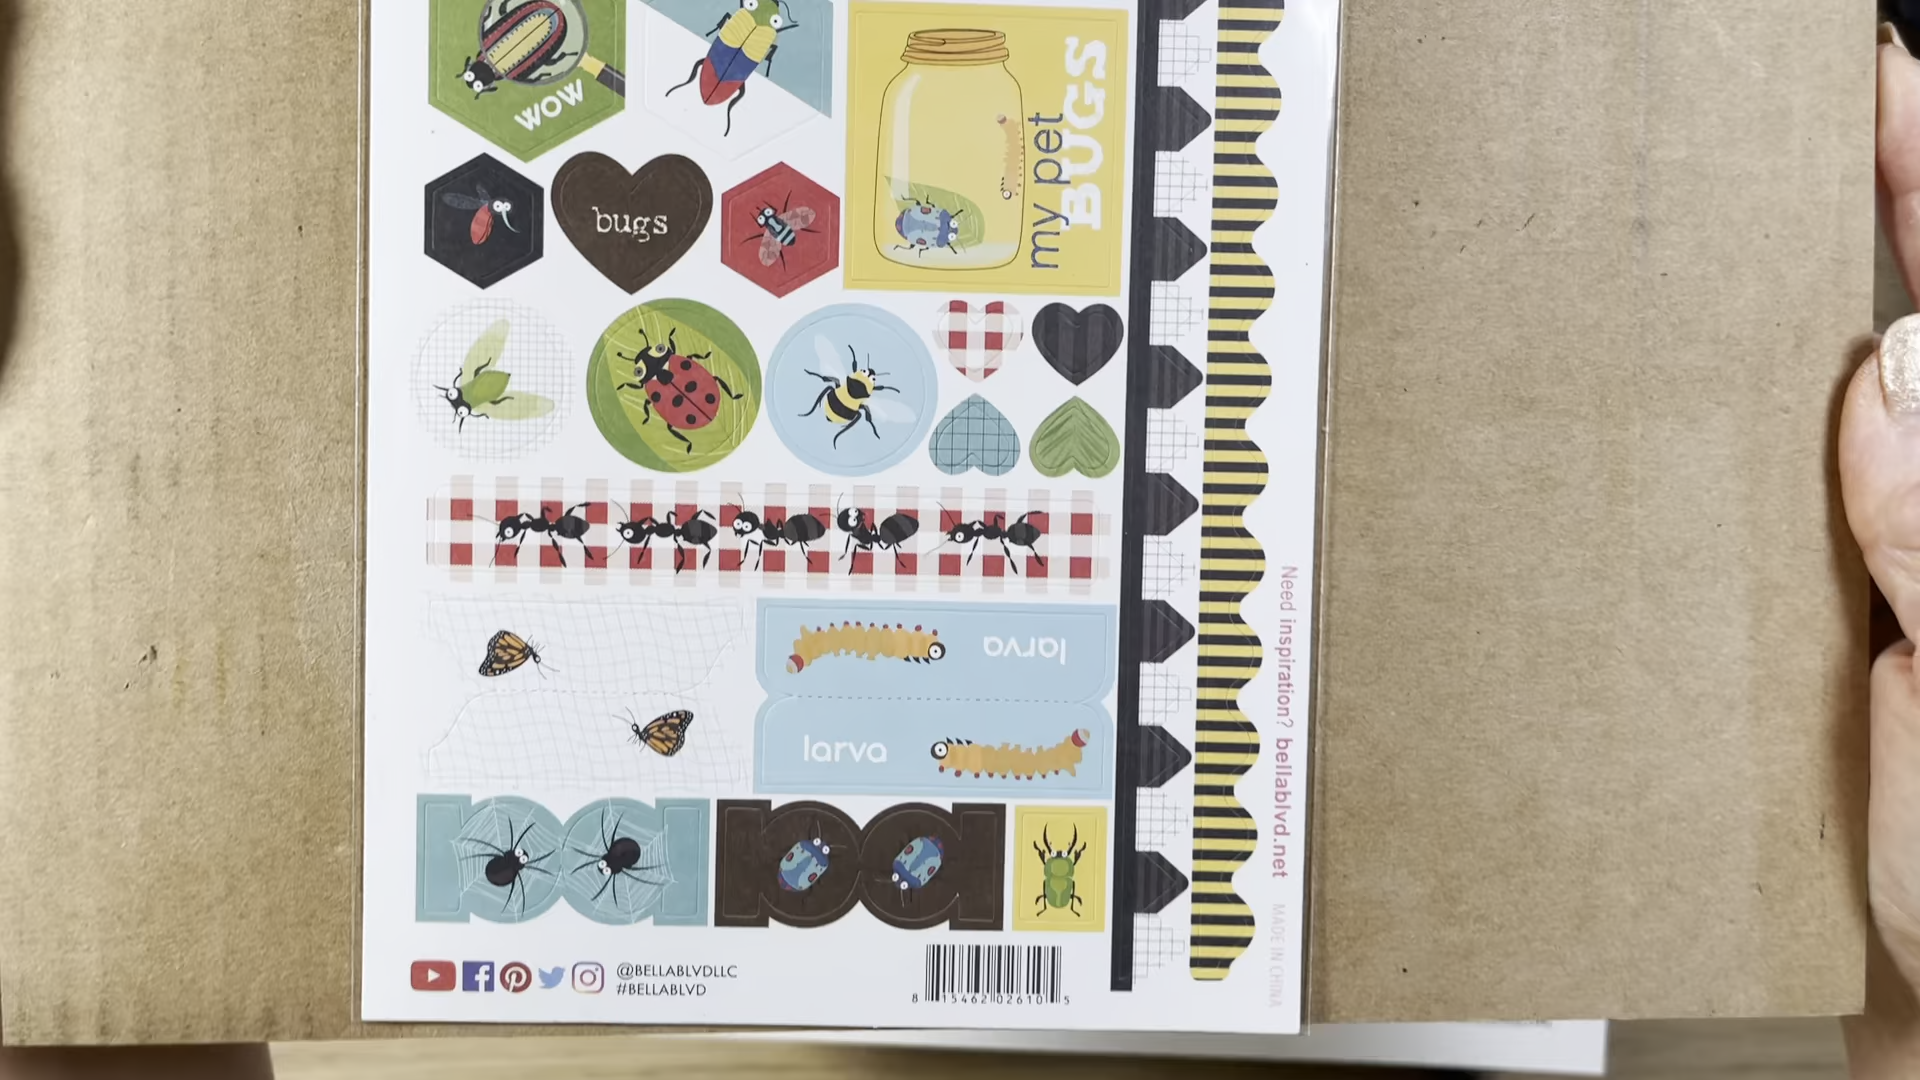 WOW
my pet
BUGS
bugs
larva
larva
@BELLABLVDLLC
#BELLABLVD
8 15462 02610 5
Need inspiration? bellablvd.net
MADE IN CHINA